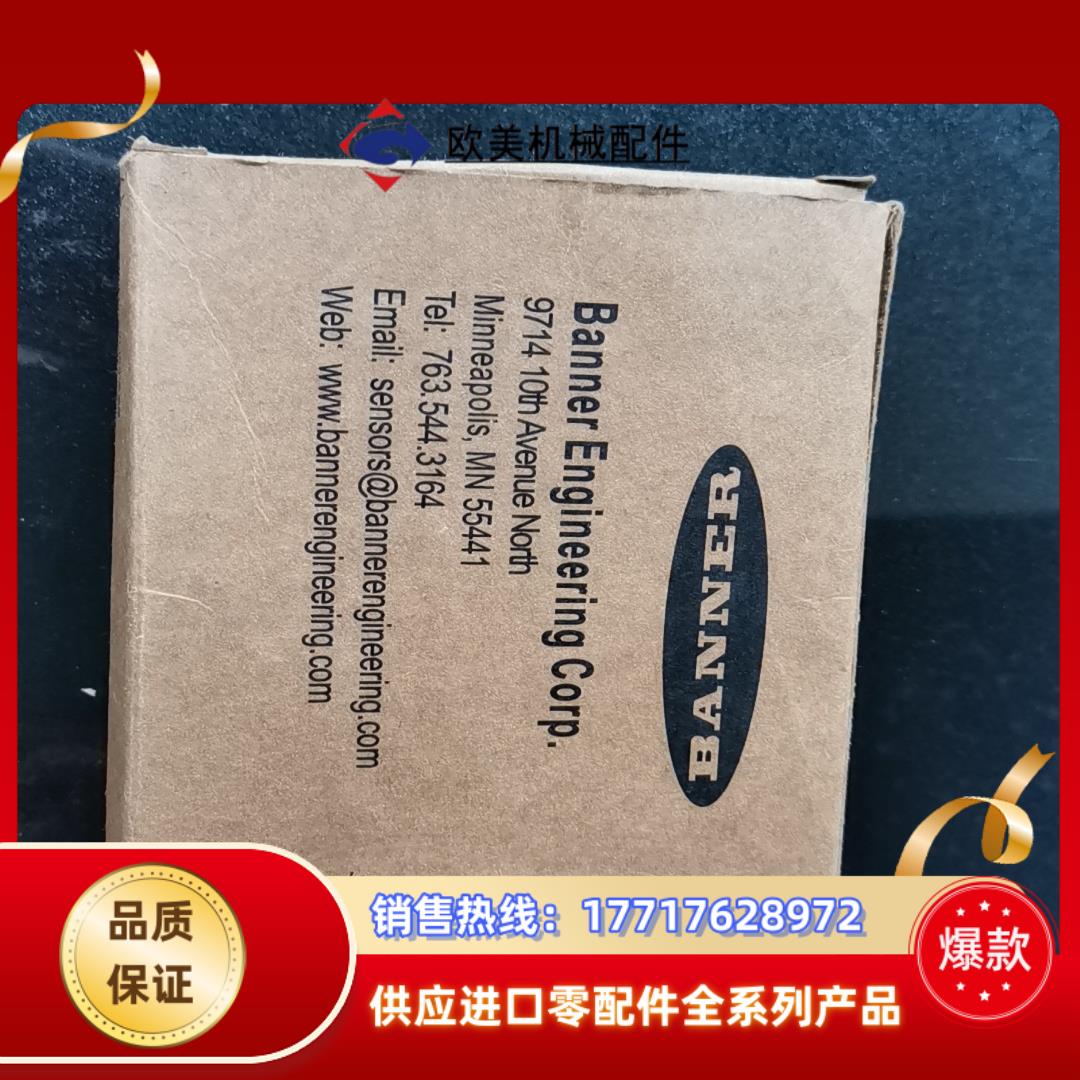 欧美机械配件
BANNER
Banner Engineering Corp.
9714 10th Avenue North
Minneapolis, MN 55441
Tel: 763.544.3164
Email: sensors@bannerengineering.com
Web: www.bannerengineering.com
品质
保证
销售热线：17717628972
供应进口零配件全系列产品
爆款